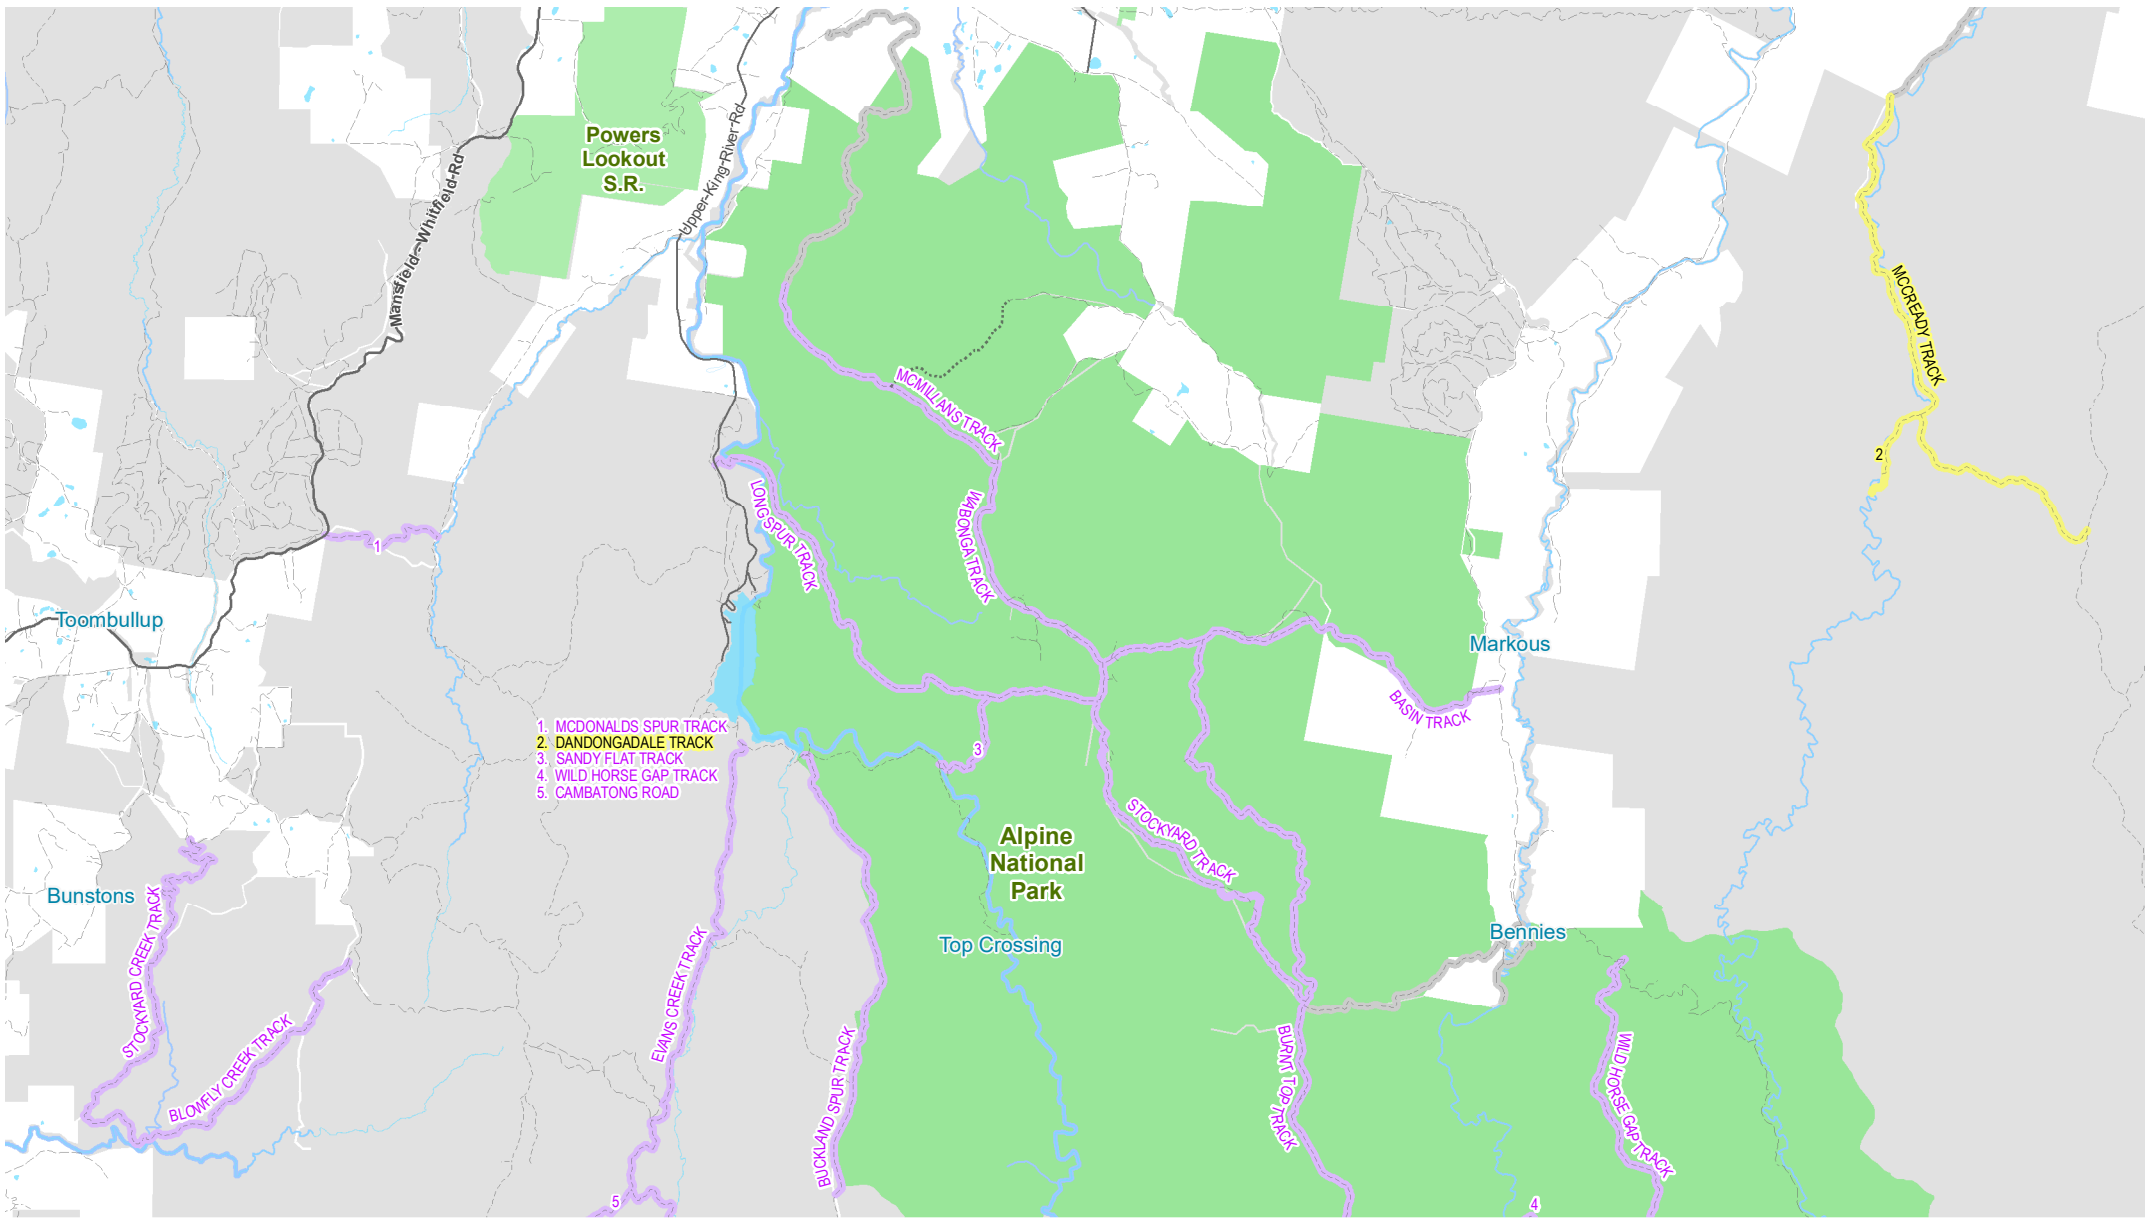 Powers
Lookout
S.R.
Upper-King-River-Rd
Mansfield-Whitfield-Rd
MCCREADY TRACK
MCMILLANS TRACK
2
LONGSPUR TRACK
WABONGA TRACK
1
Toombullup
Markous
BASIN TRACK
1. MCDONALDS SPUR TRACK
2. DANDONGADALE TRACK
3. SANDY FLAT TRACK
4. WILD HORSE GAP TRACK
5. CAMBATONG ROAD
3
STOCKYARD TRACK
Alpine
National
Park
Bunstons
STOCKYARD CREEK TRACK
Bennies
Top Crossing
EVANS CREEK TRACK
BLOWFLY CREEK TRACK
BUCKLAND SPUR TRACK
BURNT TOP TRACK
WILD HORSE GAP TRACK
5
4